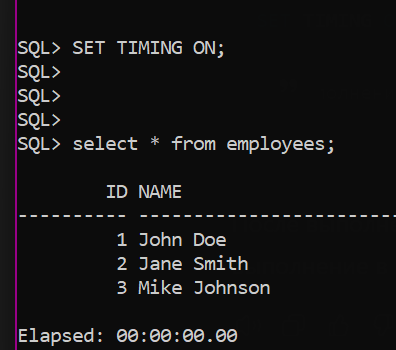 SQL> SET TIMING ON;
SQL>
SQL>
SQL>
SQL> select * from employees;
ID NAME
---------- ------------------------
1 John Doe
2 Jane Smith
3 Mike Johnson
Elapsed: 00:00:00.00